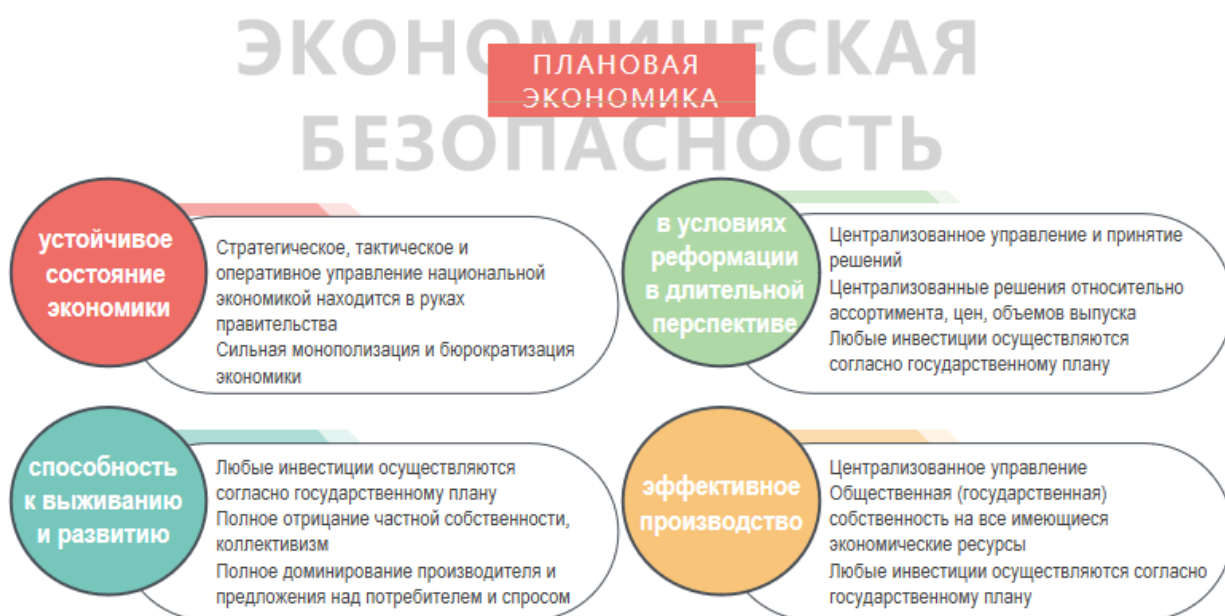 ЭКОНОМИЧЕСКАЯ
БЕЗОПАСНОСТЬ
ПЛАНОВАЯ
ЭКОНОМИКА
устойчивое
состояние
экономики
Стратегическое, тактическое и
оперативное управление национальной
экономикой находится в руках
правительства
Сильная монополизация и бюрократизация
экономики
в условиях
реформации
в длительной
перспективе
Централизованное управление и принятие
решений
Централизованные решения относительно
ассортимента, цен, объемов выпуска
Любые инвестиции осуществляются
согласно государственному плану
способность
к выживанию
и развитию
Любые инвестиции осуществляются
согласно государственному плану
Полное отрицание частной собственности,
коллективизм
Полное доминирование производителя и
предложения над потребителем и спросом
эффективное
производство
Централизованное управление
Общественная (государственная)
собственность на все имеющиеся
экономические ресурсы
Любые инвестиции осуществляются согласно
государственному плану